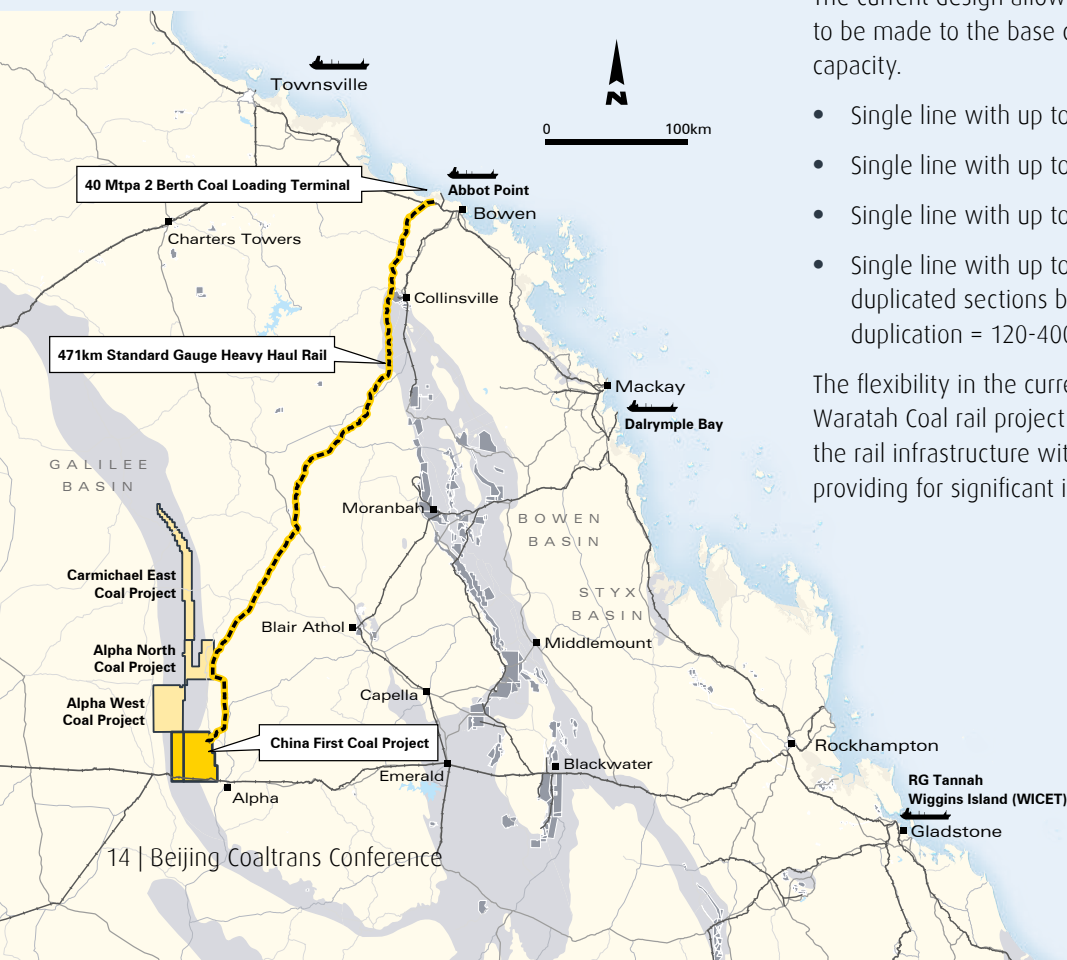 Townsville
N
0 100km
40 Mtpa 2 Berth Coal Loading Terminal
Abbot Point
Bowen
Charters Towers
Collinsville
471km Standard Gauge Heavy Haul Rail
Mackay
Dalrymple Bay
GALILEE
BASIN
Moranbah
BOWEN
BASIN
Carmichael East
Coal Project
STYX
BASIN
Blair Athol
Middlemount
Alpha North
Coal Project
Capella
Alpha West
Coal Project
China First Coal Project
Rockhampton
Emerald
Blackwater
Alpha
RG Tannah
Wiggins Island (WICET)
Gladstone
14 | Beijing Coaltrans Conference
The current design allow
to be made to the base
capacity.
• Single line with up to
• Single line with up to
• Single line with up to
• Single line with up to
duplicated sections b
duplication = 120-400
The flexibility in the curre
Waratah Coal rail project
the rail infrastructure wit
providing for significant i